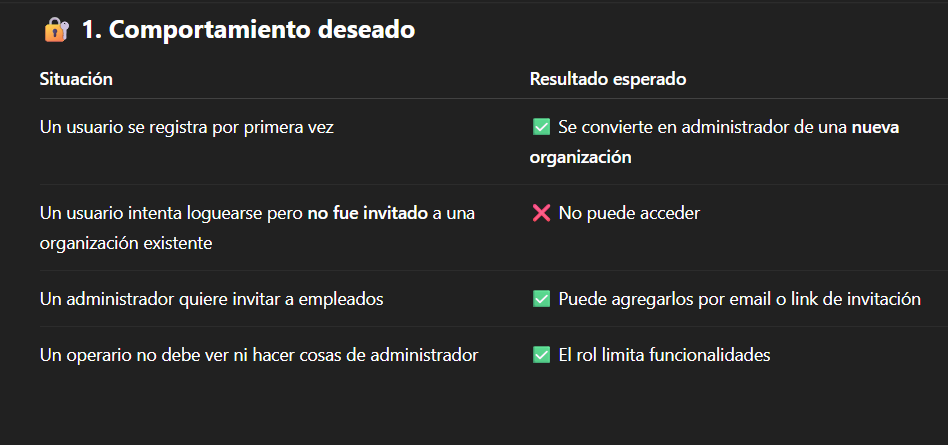 🔐 1. Comportamiento deseado
Situación Resultado esperado
Un usuario se registra por primera vez ✅ Se convierte en administrador de una nueva
organización
Un usuario intenta loguearse pero no fue invitado a una ❌ No puede acceder
organización existente
Un administrador quiere invitar a empleados ✅ Puede agregarlos por email o link de invitación
Un operario no debe ver ni hacer cosas de administrador ✅ El rol limita funcionalidades